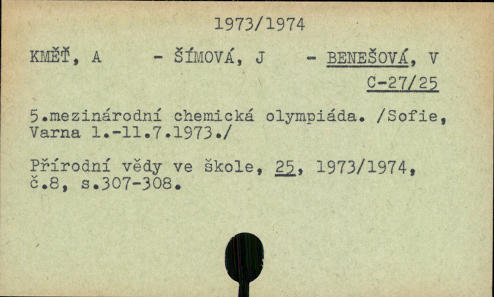 1973/1974
KMĚŤ, A - ŠÍMOVÁ, J - BENEŠOVÁ, V
C-27/25
5.mezinárodní chemická olympiáda. /Sofie,
Varna 1.-11.7.1973./
Přírodní vědy ve škole, 25, 1973/1974,
č.8, s.307-308.